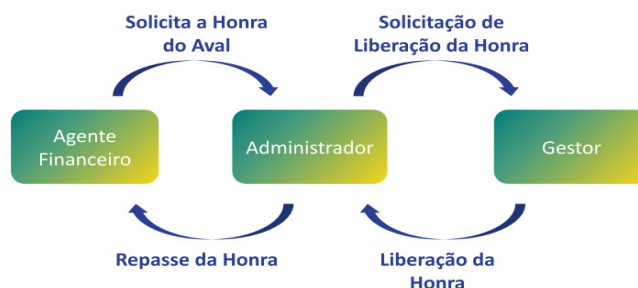 Solicita a Honra
do Aval
Solicitação de
Liberação da Honra
Agente
Financeiro
Administrador
Gestor
Repasse da Honra
Liberação da
Honra